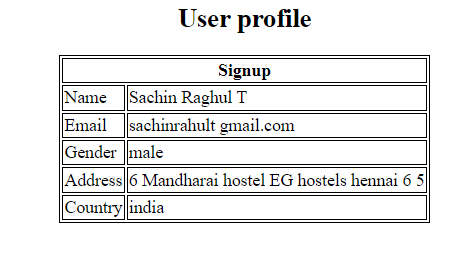 User profile
Signup
Name Sachin Raghul T
Email sachinrahult gmail.com
Gender male
Address 6 Mandharai hostel EG hostels hennai 6 5
Country india